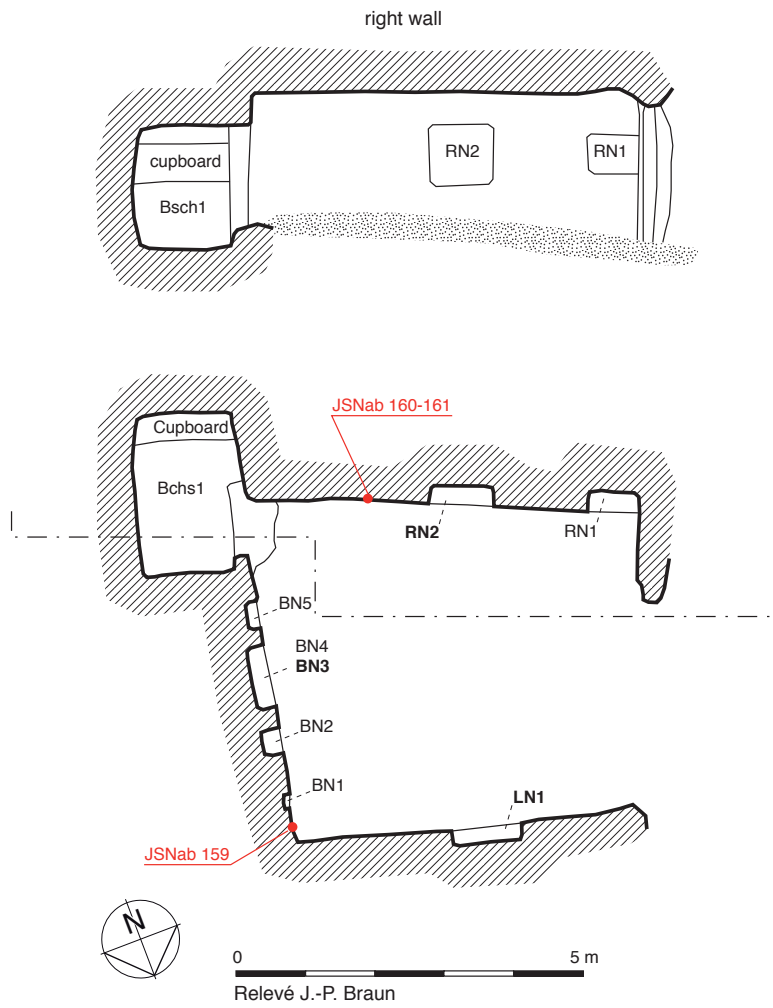 right wall
RN2
RN1
cupboard
Bsch1
JSNab 160-161
Cupboard
Bchs1
RN2
RN1
BN5
BN4
BN3
BN2
BN1
LN1
JSNab 159
N
0
5 m
Relevé J.-P. Braun